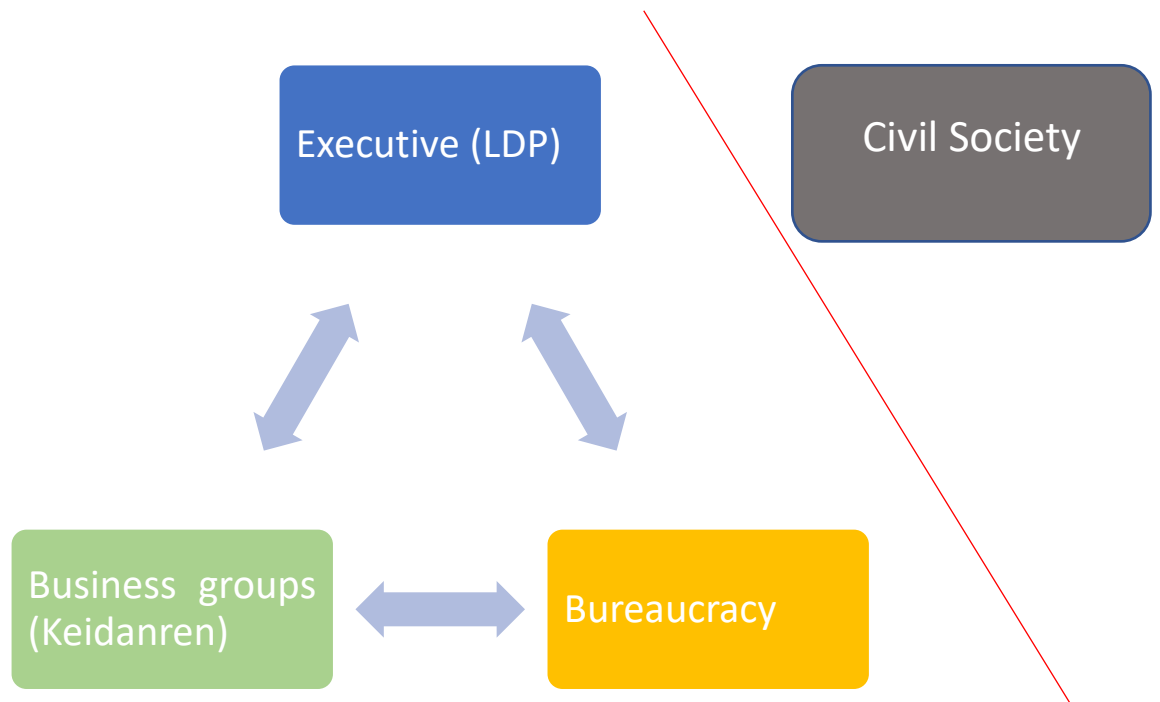 Executive (LDP)
Civil Society
Business groups
(Keidanren)
Bureaucracy